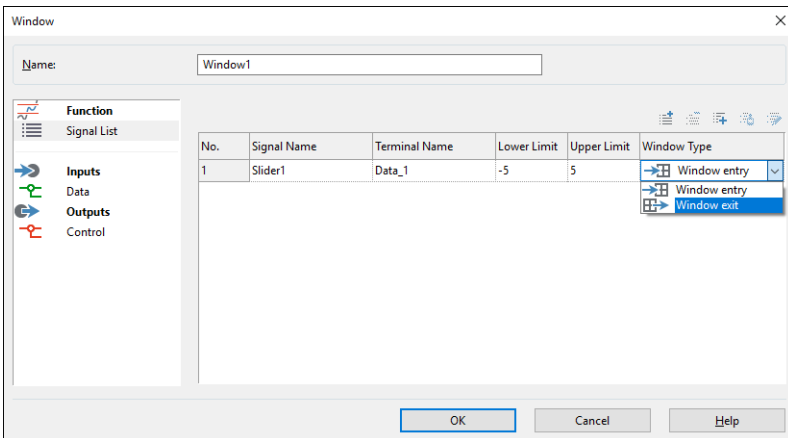 Window
Name:
Window1
Function
Signal List
Inputs
Data
Outputs
Control
No. Signal Name Terminal Name Lower Limit Upper Limit Window Type
1 Slider1 Data_1 -5 5 Window entry
Window entry
Window exit
OK Cancel Help